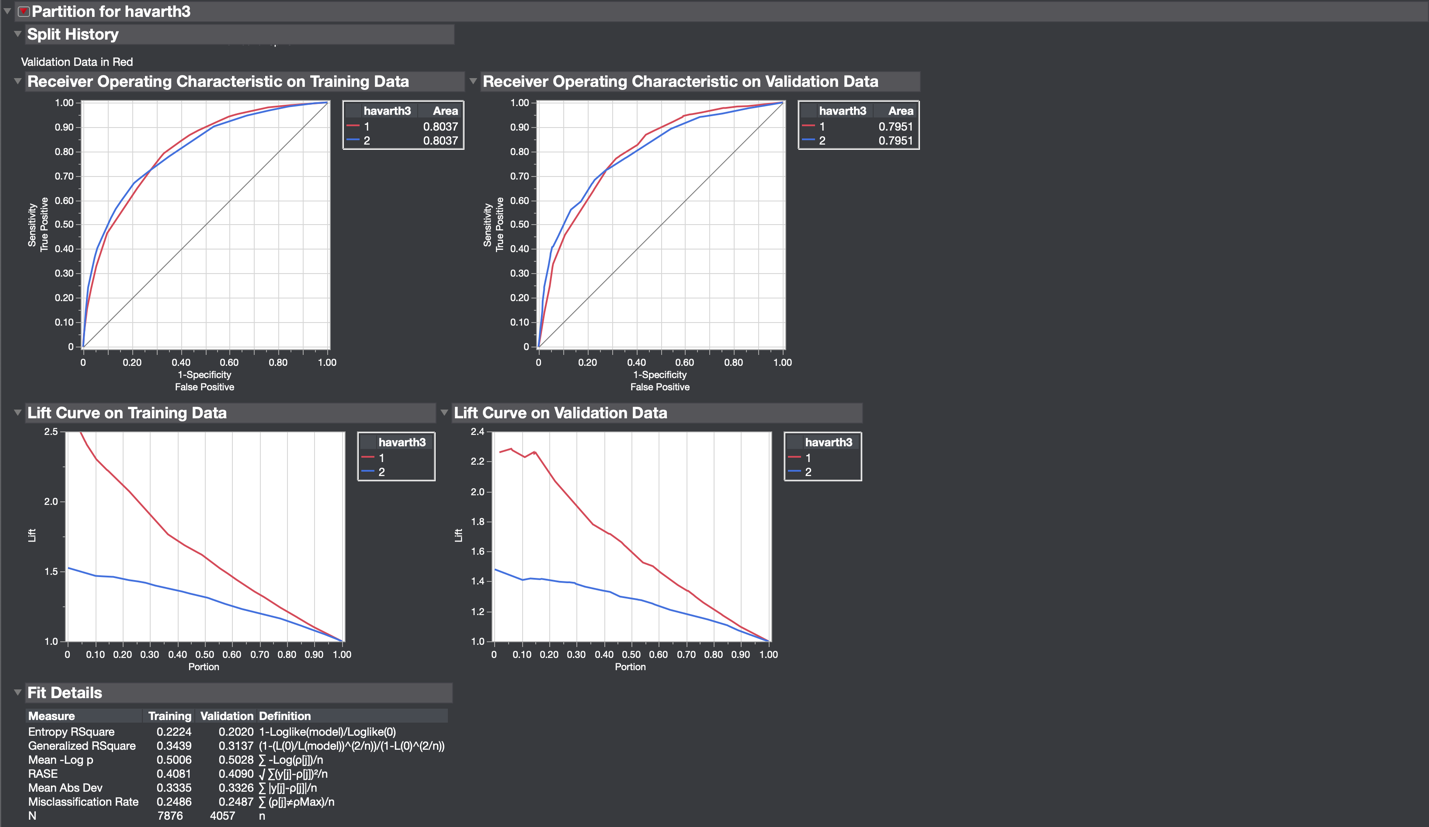 Partition for havarth3
Split History
Validation Data in Red
Receiver Operating Characteristic on Training Data
1.00
0.90
0.80
0.70
0.60
0.50
0.40
0.30
0.20
0.10
0
Sensitivity
True Positive
0 0.20 0.40 0.60 0.80 1.00
1-Specificity
False Positive
havarth3 Area
1 0.8037
2 0.8037
Receiver Operating Characteristic on Validation Data
1.00
0.90
0.80
0.70
0.60
0.50
0.40
0.30
0.20
0.10
0
Sensitivity
True Positive
0 0.20 0.40 0.60 0.80 1.00
1-Specificity
False Positive
havarth3 Area
1 0.7951
2 0.7951
Lift Curve on Training Data
2.5
2.0
1.5
1.0
Lift
0 0.10 0.20 0.30 0.40 0.50 0.60 0.70 0.80 0.90 1.00
Portion
havarth3
1
2
Lift Curve on Validation Data
2.4
2.2
2.0
1.8
1.6
1.4
1.2
1.0
Lift
0 0.10 0.20 0.30 0.40 0.50 0.60 0.70 0.80 0.90 1.00
Portion
havarth3
1
2
Fit Details
Measure Training Validation Definition
Entropy RSquare 0.2224 0.2020 1-Loglike(model)/Loglike(0)
Generalized RSquare 0.3439 0.3137 (1-(L(0)/L(model))^(2/n))/(1-L(0)^(2/n))
Mean -Log p 0.5006 0.5028 ∑ -Log(ρ[j])/n
RASE 0.4081 0.4090 √ ∑(y[j]-ρ[j])²/n
Mean Abs Dev 0.3335 0.3326 ∑ |y[j]-ρ[j]|/n
Misclassification Rate 0.2486 0.2487 ∑ (ρ[j]≠ρMax)/n
N 7876 4057 n